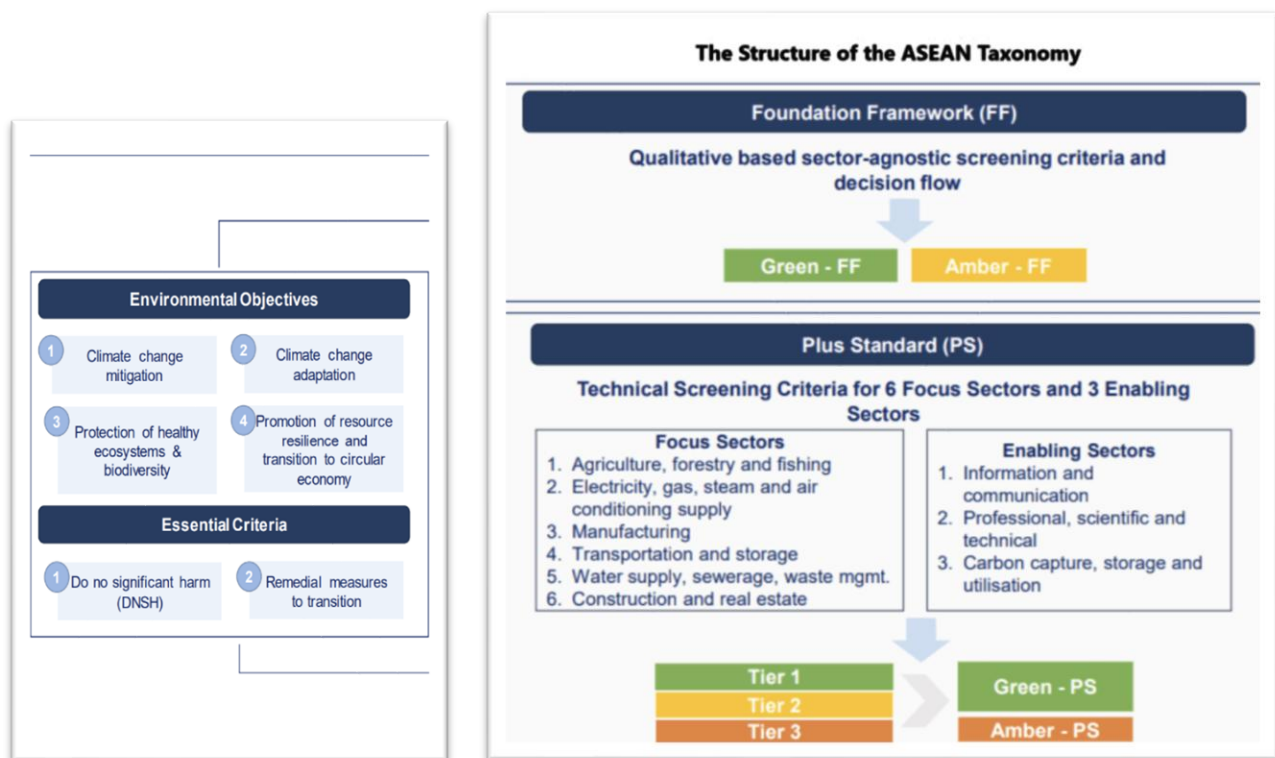 Environmental Objectives
1
Climate change
mitigation
2
Climate change
adaptation
3
Protection of healthy
ecosystems &
biodiversity
4
Promotion of resource
resilience and
transition to circular
economy
Essential Criteria
1
Do no significant harm
(DNSH)
2
Remedial measures
to transition
The Structure of the ASEAN Taxonomy
Foundation Framework (FF)
Qualitative based sector-agnostic screening criteria and
decision flow
Green - FF
Amber - FF
Plus Standard (PS)
Technical Screening Criteria for 6 Focus Sectors and 3 Enabling
Sectors
Focus Sectors
1. Agriculture, forestry and fishing
2. Electricity, gas, steam and air
conditioning supply
3. Manufacturing
4. Transportation and storage
5. Water supply, sewerage, waste mgmt.
6. Construction and real estate
Enabling Sectors
1. Information and
communication
2. Professional, scientific and
technical
3. Carbon capture, storage and
utilisation
Tier 1
Tier 2
Tier 3
Green - PS
Amber - PS